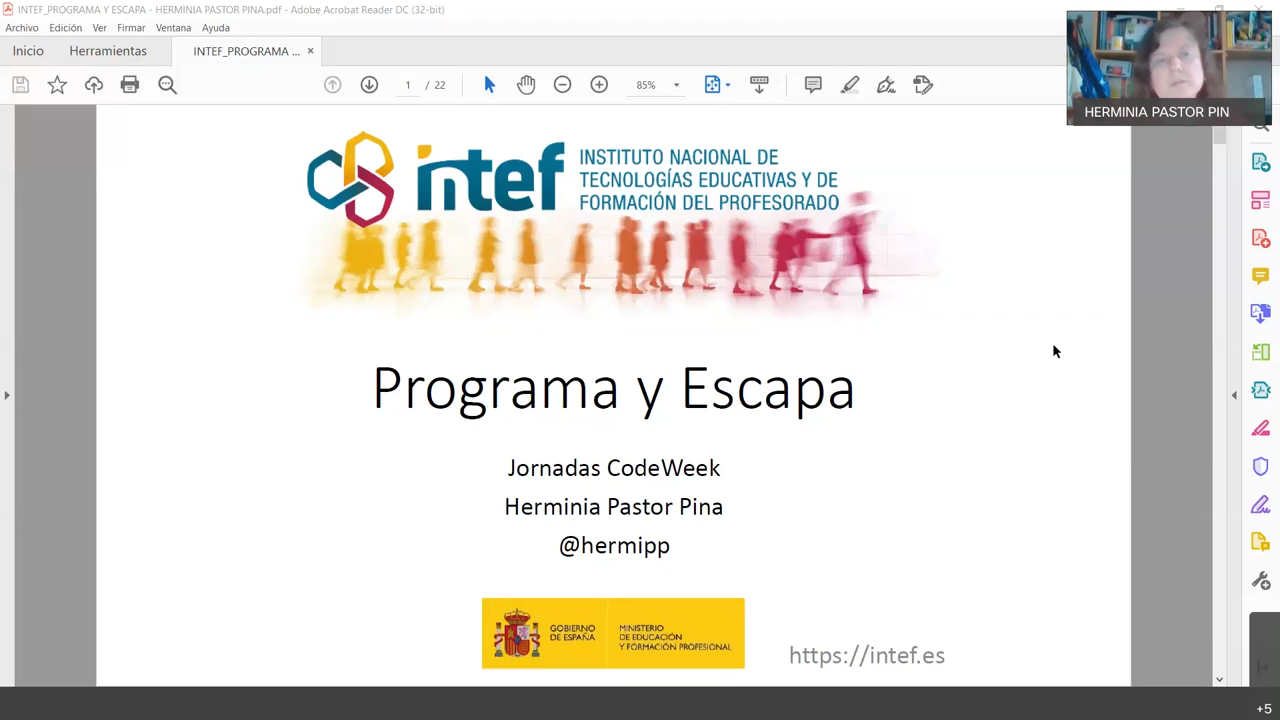 INTEF_PROGRAMA Y ESCAPA - HERMINIA PASTOR PINA.pdf - Adobe Acrobat Reader DC (32-bit)
Archivo Edición Ver Firmar Ventana Ayuda
Inicio Herramientas INTEF_PROGRAMA ... ×
1 / 22 85%
HERMINIA PASTOR PIN
intef
INSTITUTO NACIONAL DE
TECNOLOGÍAS EDUCATIVAS Y DE
FORMACIÓN DEL PROFESORADO
Programa y Escapa
Jornadas CodeWeek
Herminia Pastor Pina
@hermipp
GOBIERNO
DE ESPAÑA
MINISTERIO
DE EDUCACIÓN
Y FORMACIÓN PROFESIONAL
https://intef.es
+5